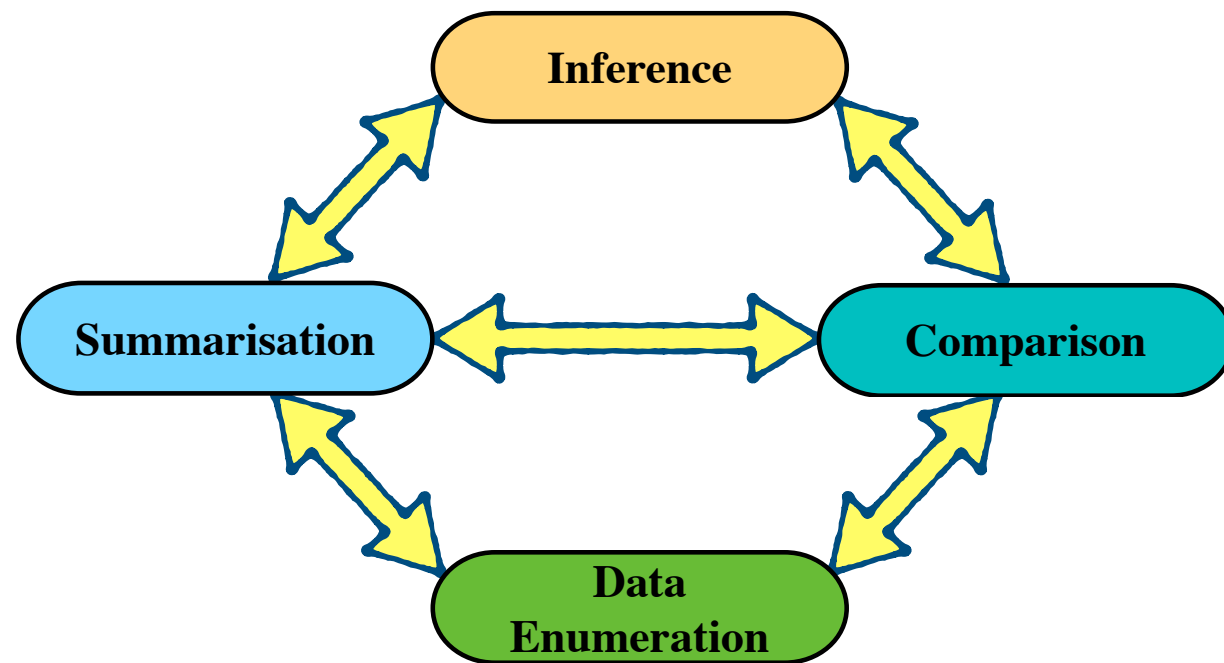 Inference
Summarisation
Comparison
Data
Enumeration